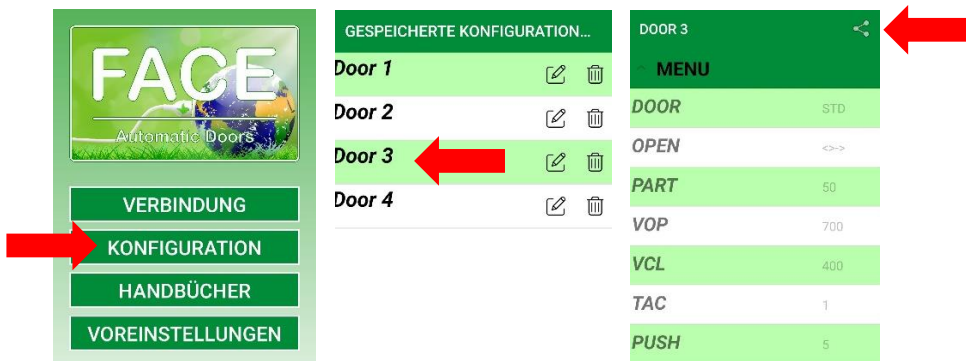 FACE
Automatic Doors
VERBINDUNG
KONFIGURATION
HANDBÜCHER
VOREINSTELLUNGEN
GESPEICHERTE KONFIGURATION...
Door 1
Door 2
Door 3
Door 4
DOOR 3
MENU
DOOR STD
OPEN <>->
PART 50
VOP 700
VCL 400
TAC 1
PUSH 5